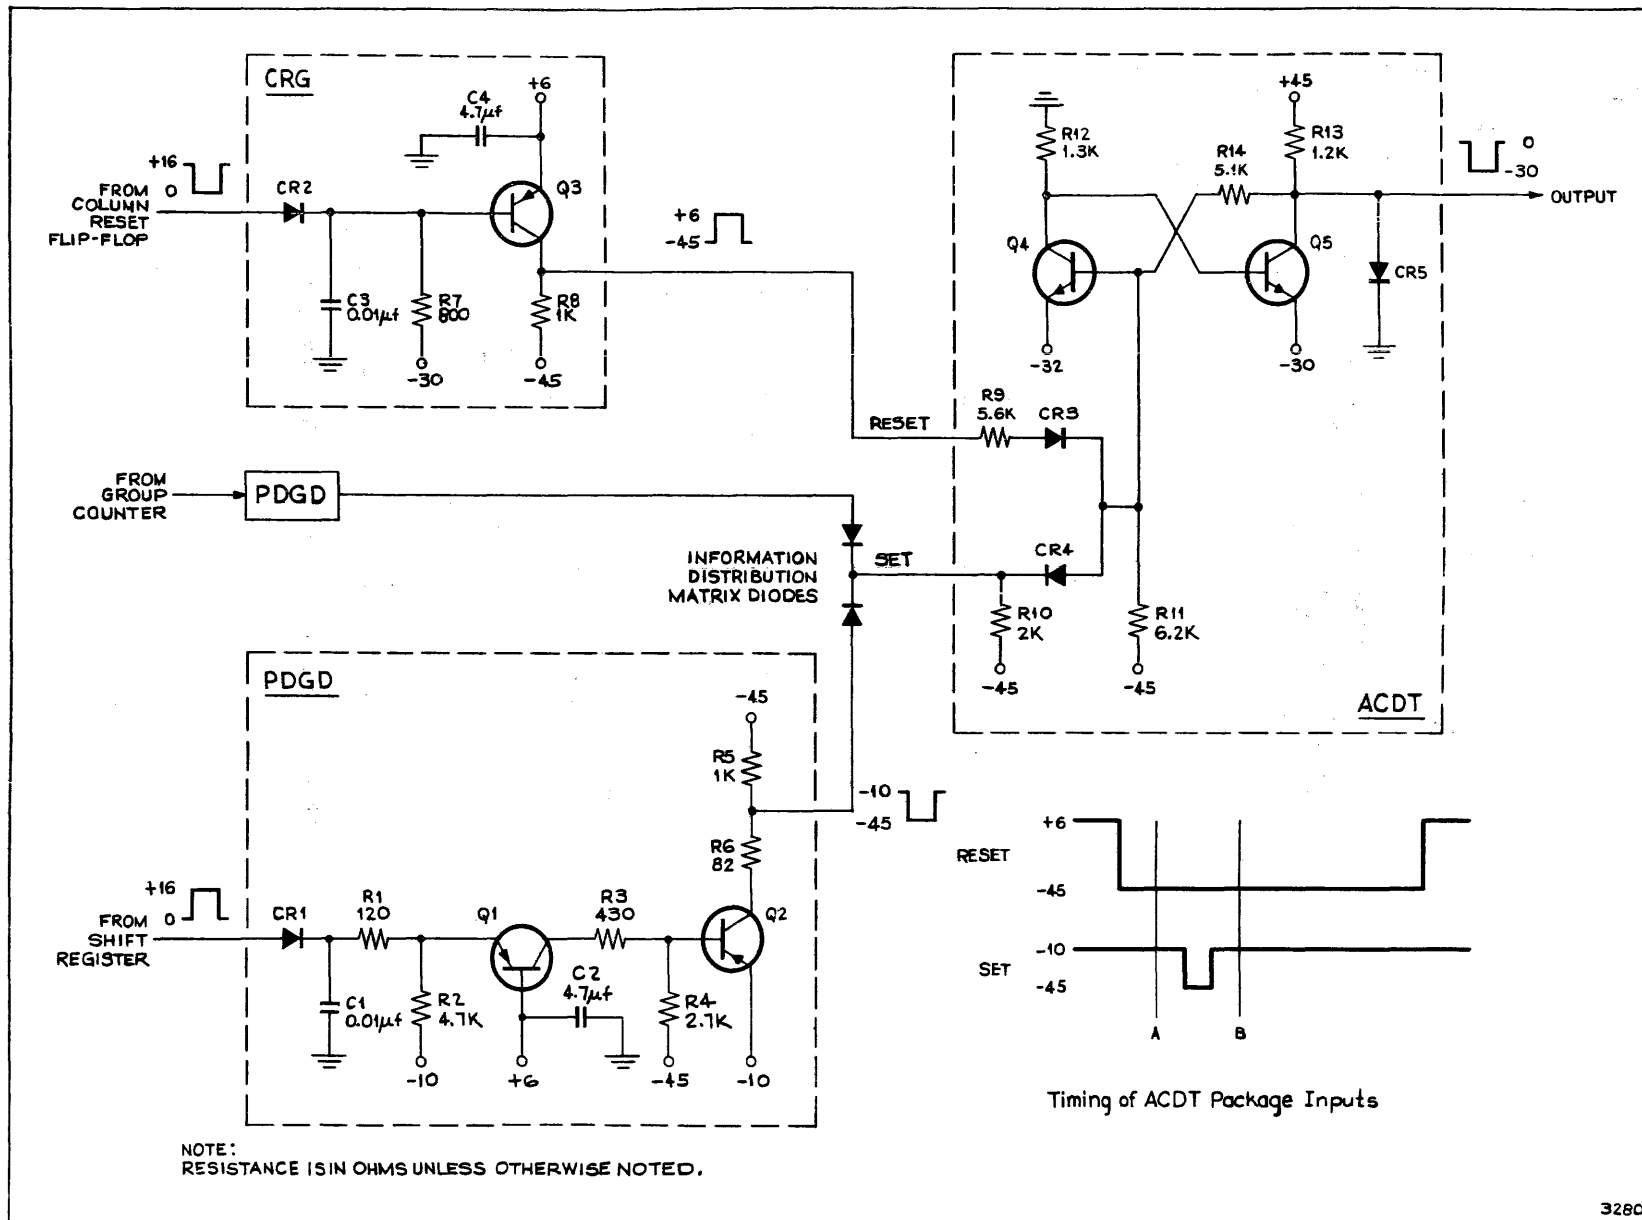 CRG
+6
C4
4.7µf
+16
0
FROM
COLUMN
RESET
FLIP-FLOP
CR2
Q3
C3
0.01µf
R7
800
R8
1K
-30
-45
+6
-45
RESET
FROM
GROUP
COUNTER
PDGD
INFORMATION
DISTRIBUTION
MATRIX DIODES
SET
ACDT
+45
R12
1.3K
R14
5.1K
R13
1.2K
0
-30
OUTPUT
Q4
Q5
CR5
-32
-30
R9
5.6K
CR3
CR4
R10
2K
R11
6.2K
-45
-45
PDGD
-45
R5
1K
R6
82
-10
-45
+16
0
FROM
SHIFT
REGISTER
CR1
R1
120
Q1
R3
430
Q2
C1
0.01µf
R2
4.7K
C2
4.7µf
R4
2.7K
-10
+6
-45
-10
+6
RESET
-45
-10
SET
-45
A
B
Timing of ACDT Package Inputs
NOTE:
RESISTANCE IS IN OHMS UNLESS OTHERWISE NOTED.
3280